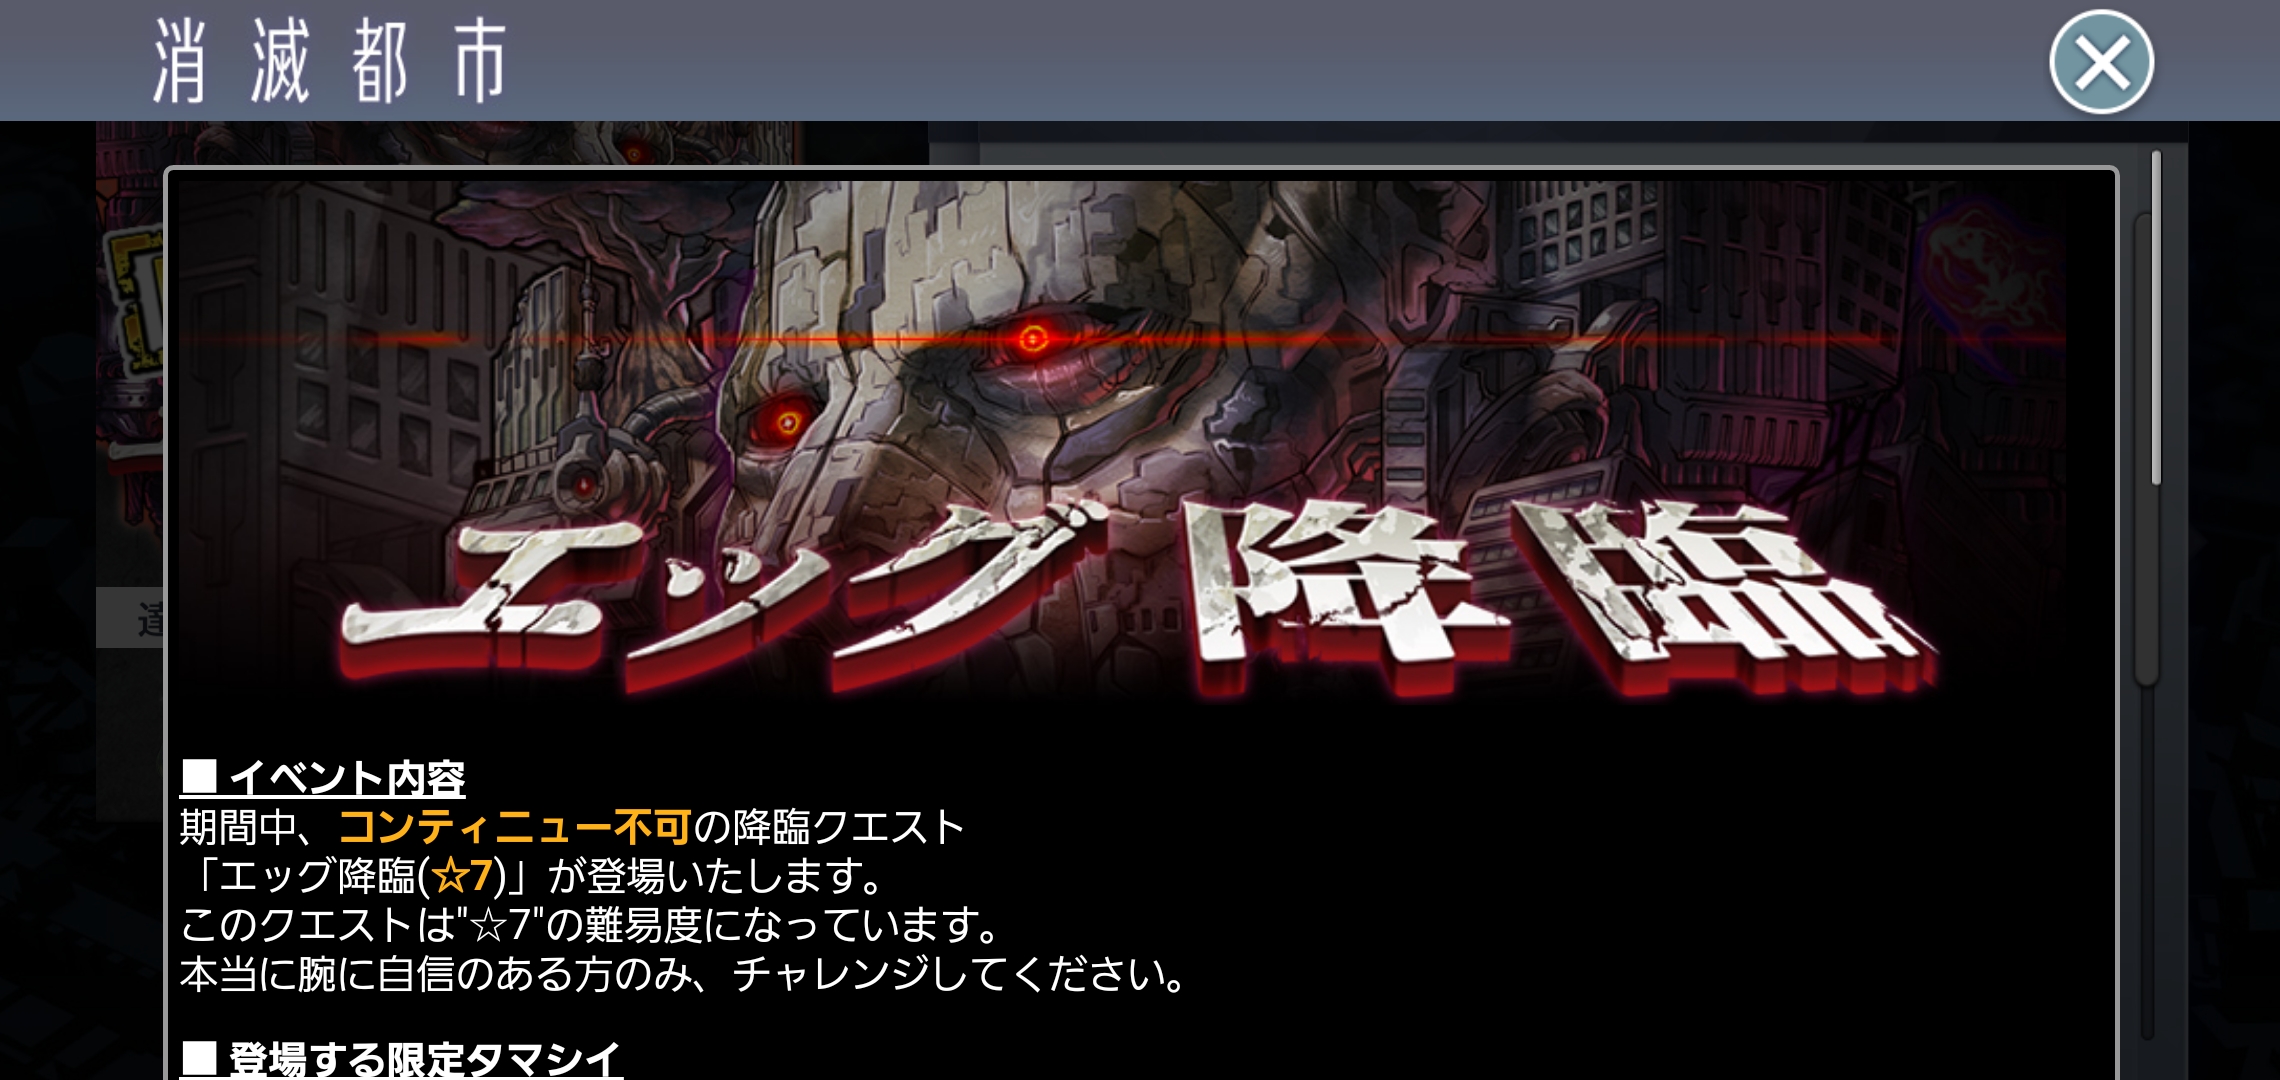 消滅都市
エッグ降臨
■ イベント内容
期間中、コンティニュー不可の降臨クエスト
「エッグ降臨(☆7)」が登場いたします。
このクエストは"☆7"の難易度になっています。
本当に腕に自信のある方のみ、チャレンジしてください。
■ 登場する限定タマシイ